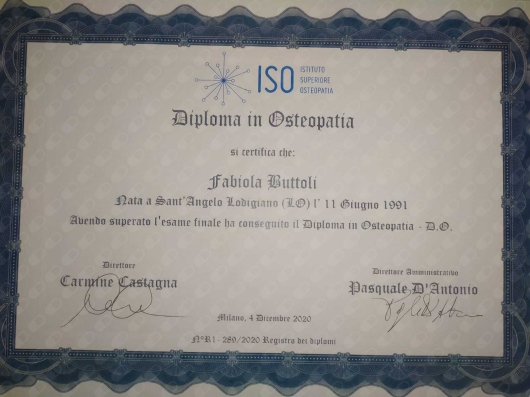 ISO
ISTITUTO
SUPERIORE
OSTEOPATIA
Diploma in Osteopatia
si certifica che:
Fabiola Buttoli
Nata a Sant'Angelo Lodigiano (LO) l' 11 Giugno 1991
Avendo superato l'esame finale ha conseguito il Diploma in Osteopatia - D.O.
Direttore
Carmine Castagna
Direttore Amministrativo
Pasquale D'Antonio
Milano, 4 Dicembre 2020
N°R1 - 289/2020 Registro dei diplomi